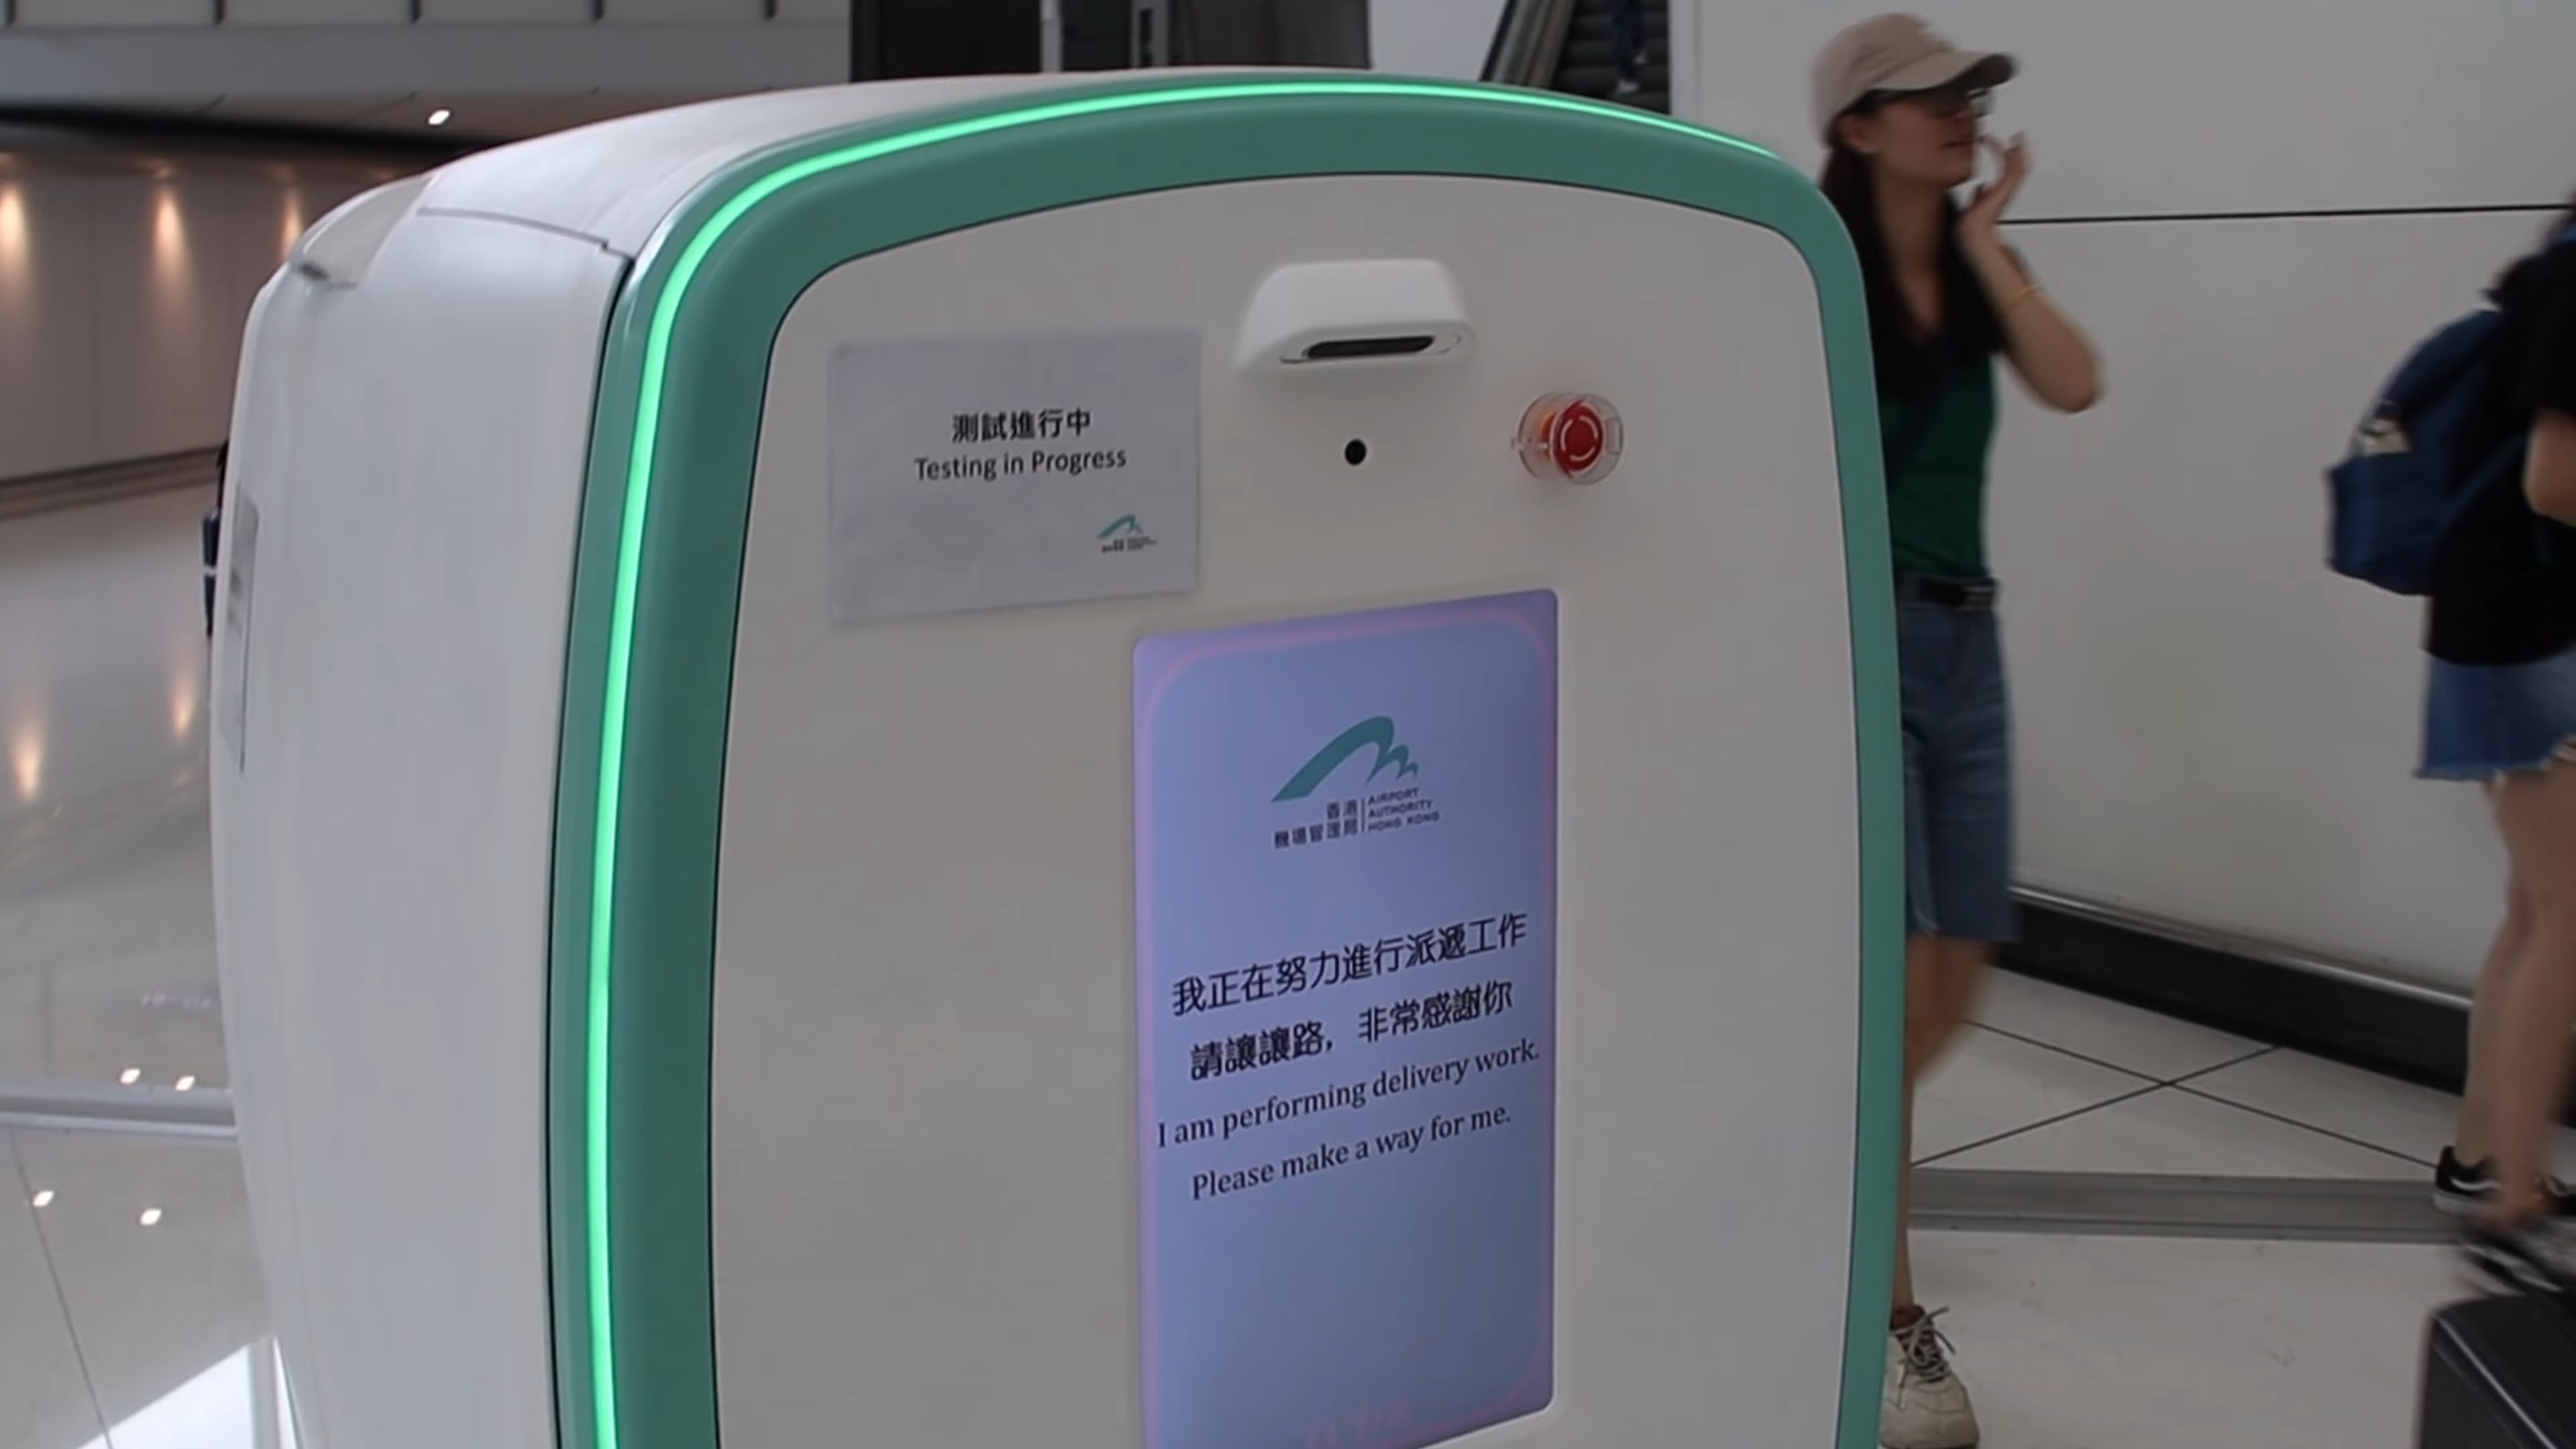 測試進行中
Testing in Progress
香港
機場管理局
AIRPORT
AUTHORITY
HONG KONG
我正在努力進行派遞工作
請讓讓路，非常感謝你
I am performing delivery work.
Please make a way for me.